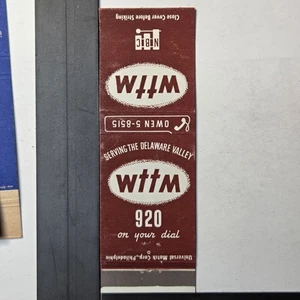 Close Cover Before Striking
NBC
wttm
OWEN 5-8515
SERVING THE DELAWARE VALLEY
wttm
920
on your dial
Universal Match Corp., Philadelphia